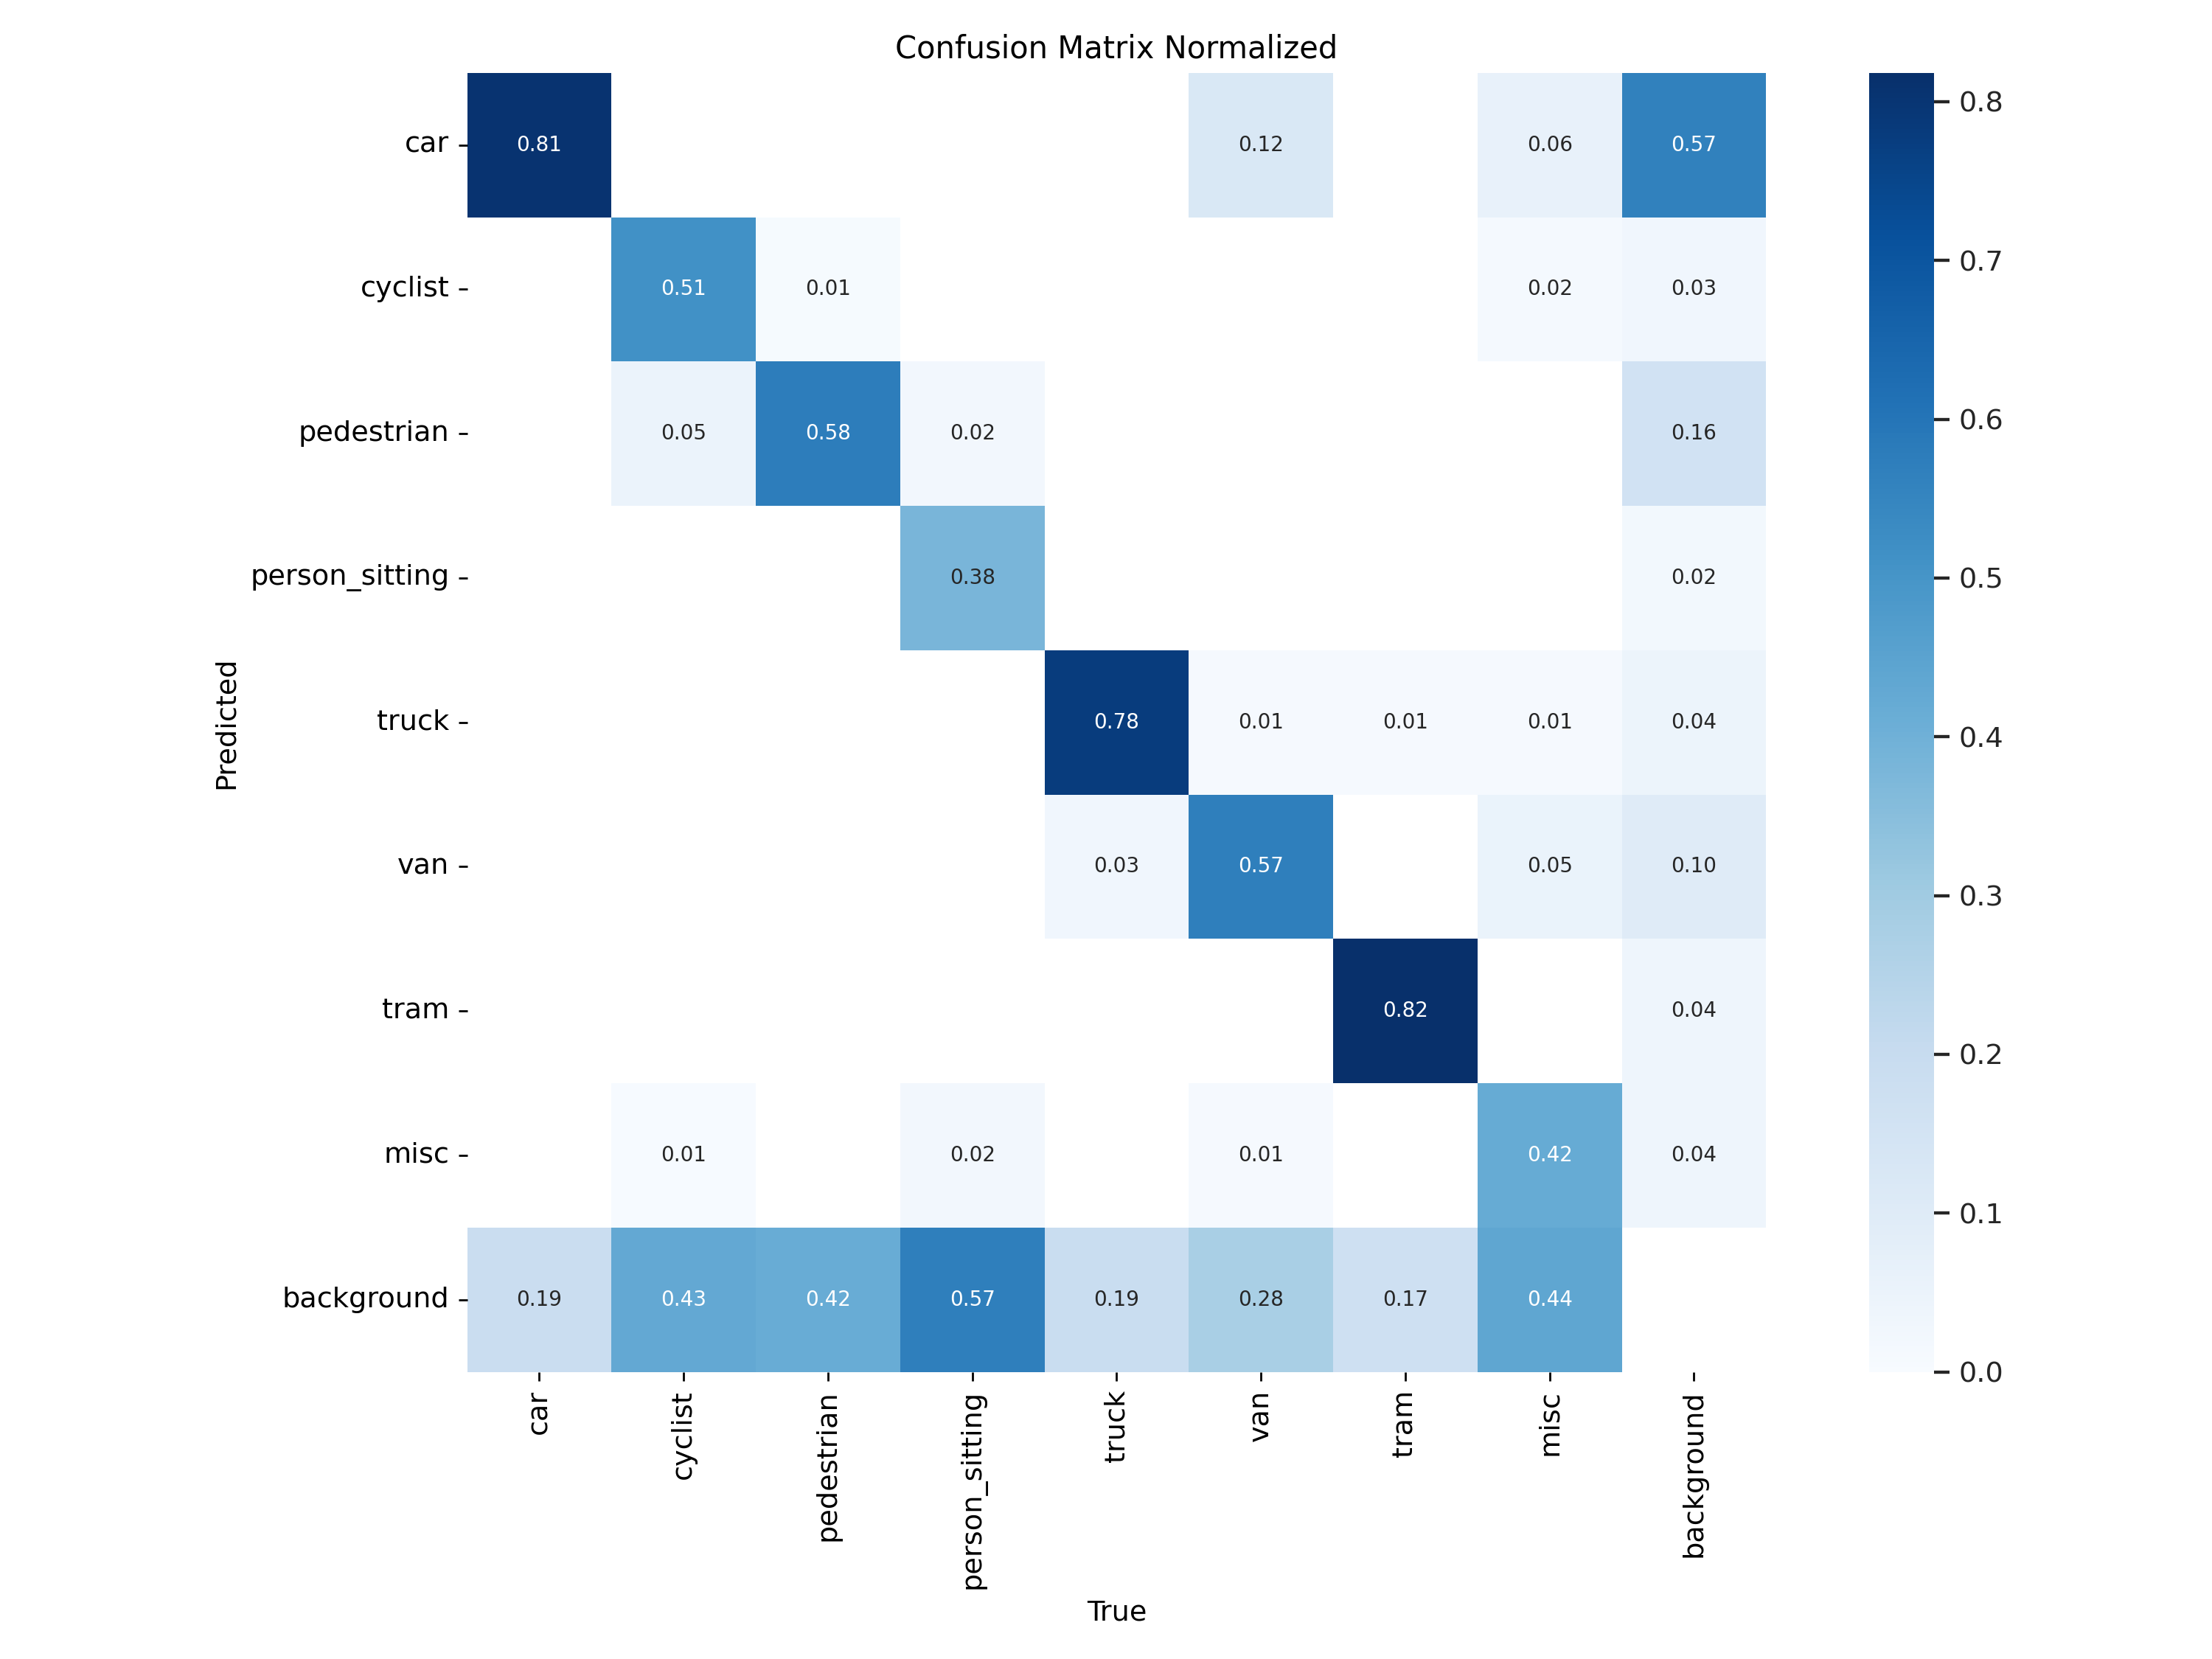 Confusion Matrix Normalized
car 0.81 0.12 0.06 0.57
cyclist 0.51 0.01 0.02 0.03
pedestrian 0.05 0.58 0.02 0.16
person_sitting 0.38 0.02
truck 0.78 0.01 0.01 0.01 0.04
van 0.03 0.57 0.05 0.10
tram 0.82 0.04
misc 0.01 0.02 0.01 0.42 0.04
background 0.19 0.43 0.42 0.57 0.19 0.28 0.17 0.44
Predicted
car
cyclist
pedestrian
person_sitting
truck
van
tram
misc
background
True
0.8
0.7
0.6
0.5
0.4
0.3
0.2
0.1
0.0